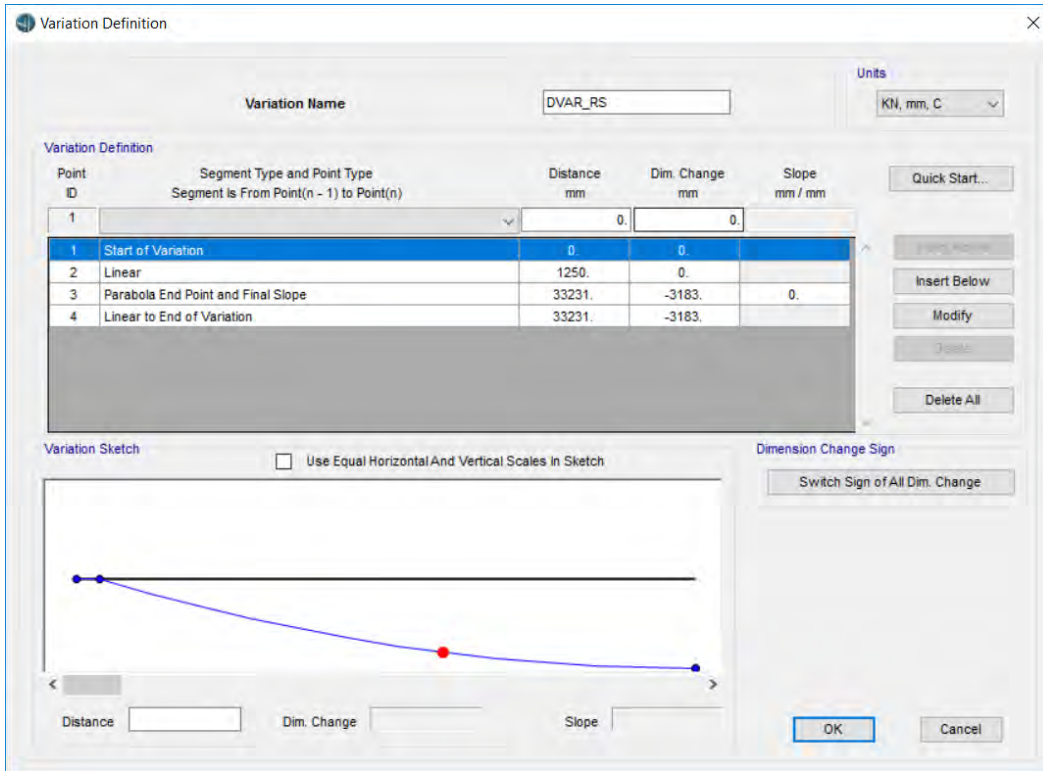 Variation Definition
Units
Variation Name DVAR_RS KN, mm, C
Variation Definition
Point Segment Type and Point Type Distance Dim. Change Slope
ID Segment Is From Point(n - 1) to Point(n) mm mm mm / mm
Quick Start...
1 0. 0.
1 Start of Variation 0. 0.
2 Linear 1250. 0.
3 Parabola End Point and Final Slope 33231. -3183. 0.
4 Linear to End of Variation 33231. -3183.
Insert Below
Modify
Delete All
Variation Sketch
Use Equal Horizontal And Vertical Scales In Sketch
Dimension Change Sign
Switch Sign of All Dim. Change
Distance Dim. Change Slope
OK Cancel